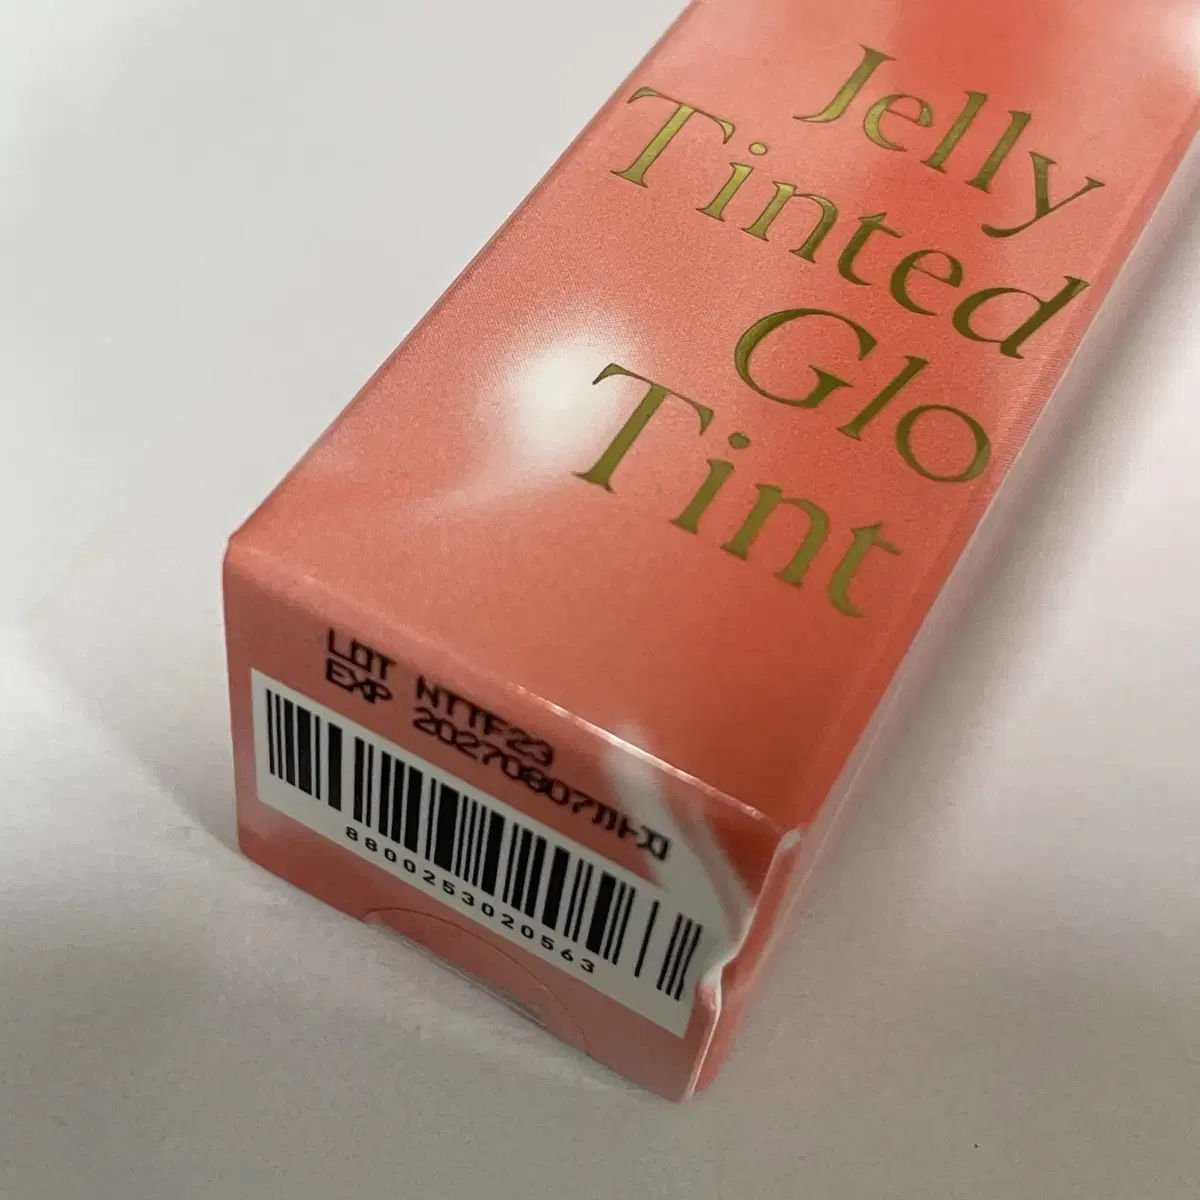 Jelly
Tinted
Glo
Tint
LOT NTTF23
EXP 20270807까지
8800253020563